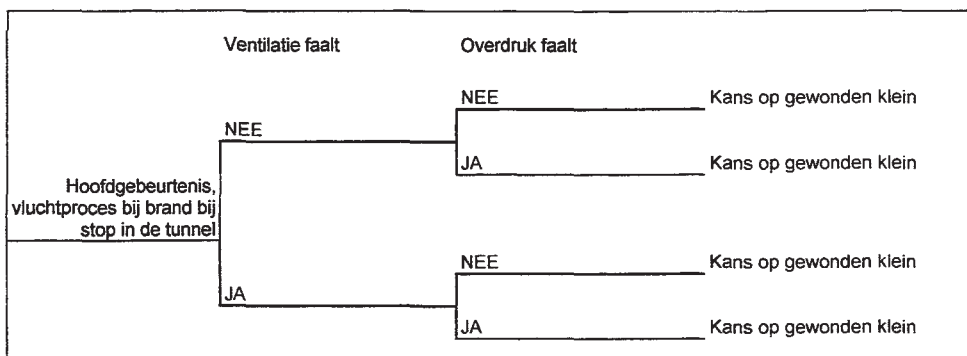 Ventilatie faalt Overdruk faalt
NEE Kans op gewonden klein
NEE
JA Kans op gewonden klein
Hoofdgebeurtenis,
vluchtproces bij brand bij
stop in de tunnel
NEE Kans op gewonden klein
JA
JA Kans op gewonden klein